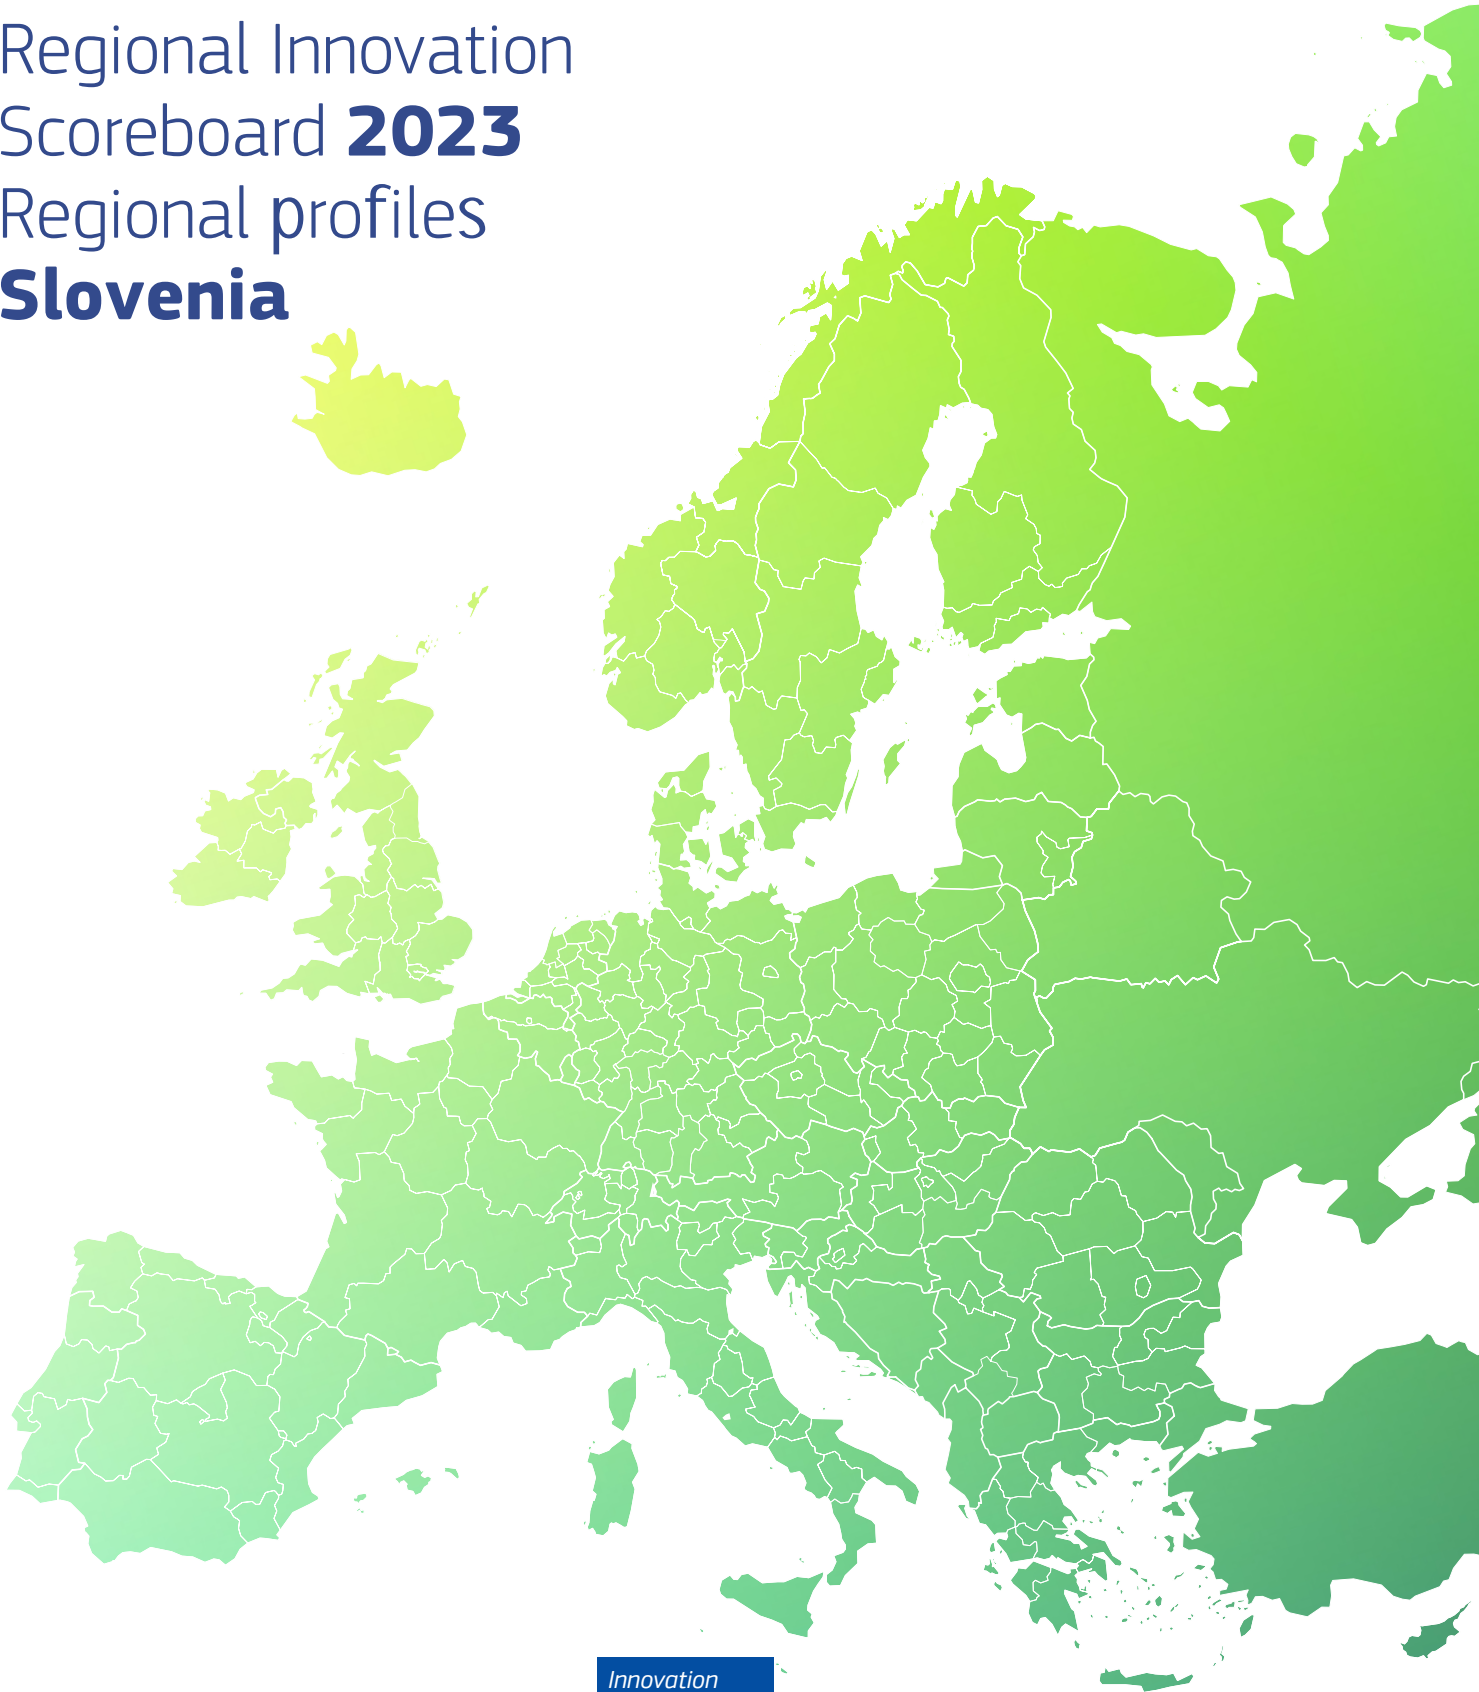 Regional Innovation
Scoreboard 2023
Regional profiles
Slovenia
Innovation